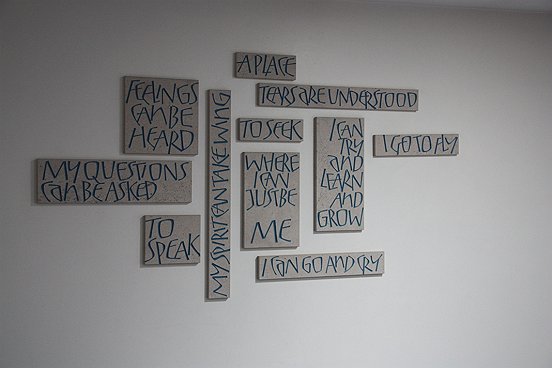 A PLACE
TEARS ARE UNDERSTOOD
FEELINGS
CAN BE
HEARD
MY SPIRIT CAN TAKE WING
TO SEEK
I CAN
TRY
and
LEARN
AND
GROW
I GO TO FLY
MY QUESTIONS
CAN BE ASKED
WHERE
I CAN
JUST BE
ME
TO
SPEAK
I CAN GO AND CRY